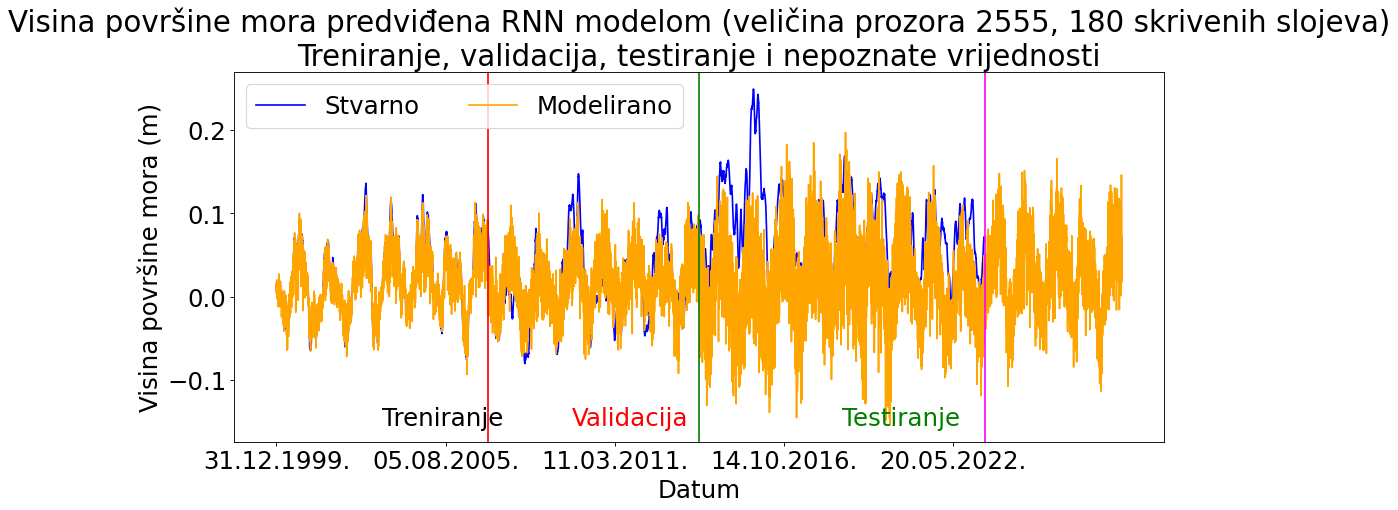 Visina površine mora predviđena RNN modelom (veličina prozora 2555, 180 skrivenih slojeva)
Treniranje, validacija, testiranje i nepoznate vrijednosti
Stvarno Modelirano
Visina površine mora (m)
0.2
0.1
0.0
−0.1
Treniranje Validacija Testiranje
31.12.1999. 05.08.2005. 11.03.2011. 14.10.2016. 20.05.2022.
Datum